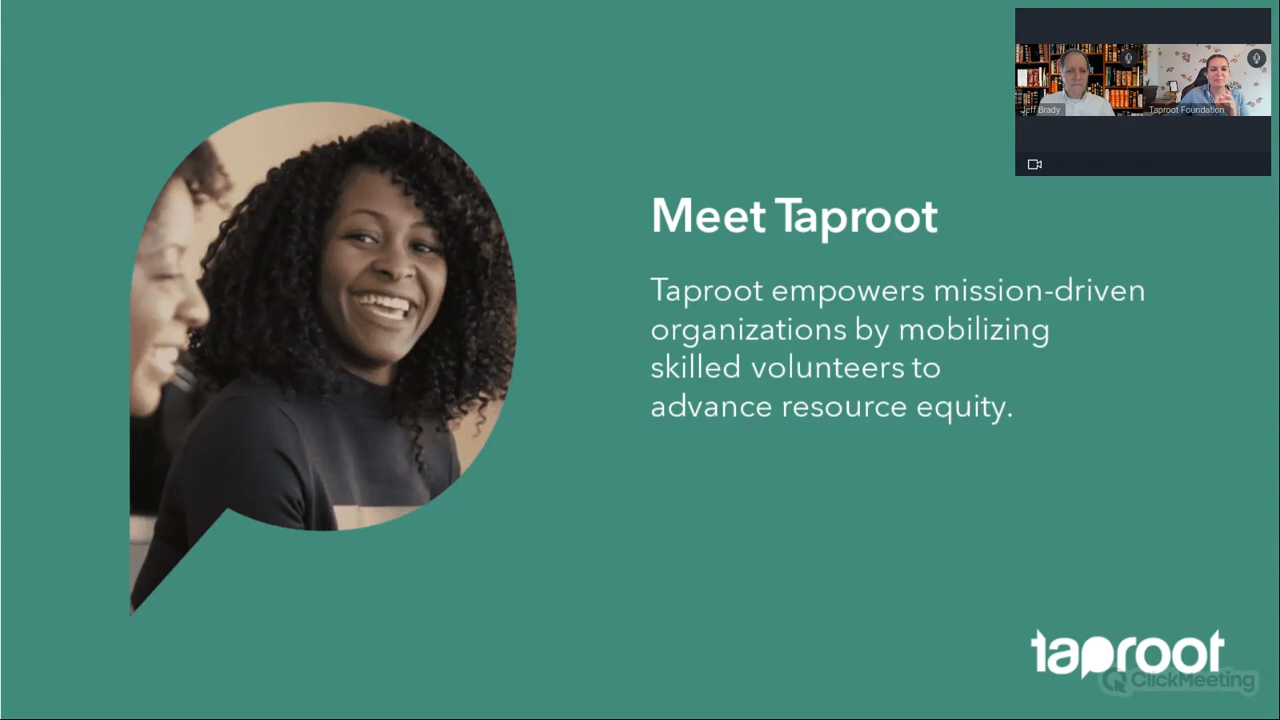 Jeff Brady
Taproot Foundation
Meet Taproot
Taproot empowers mission-driven
organizations by mobilizing
skilled volunteers to
advance resource equity.
taproot
ClickMeeting